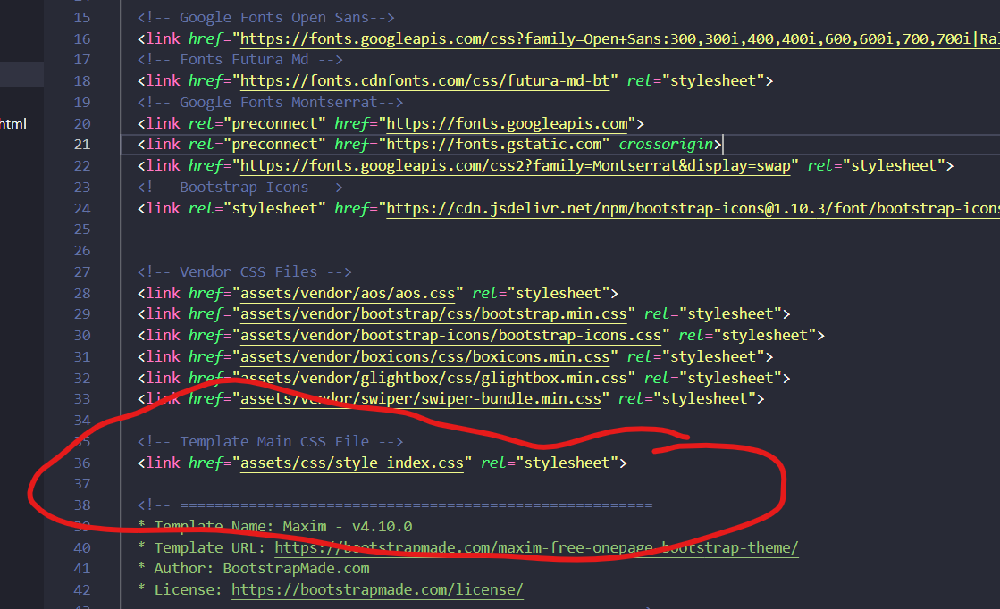 html
15 <!-- Google Fonts Open Sans-->
16 <link href="https://fonts.googleapis.com/css?family=Open+Sans:300,300i,400,400i,600,600i,700,700i|Ral
17 <!-- Fonts Futura Md -->
18 <link href="https://fonts.cdnfonts.com/css/futura-md-bt" rel="stylesheet">
19 <!-- Google Fonts Montserrat-->
20 <link rel="preconnect" href="https://fonts.googleapis.com">
21 <link rel="preconnect" href="https://fonts.gstatic.com" crossorigin>
22 <link href="https://fonts.googleapis.com/css2?family=Montserrat&display=swap" rel="stylesheet">
23 <!-- Bootstrap Icons -->
24 <link rel="stylesheet" href="https://cdn.jsdelivr.net/npm/bootstrap-icons@1.10.3/font/bootstrap-icons
25
26
27 <!-- Vendor CSS Files -->
28 <link href="assets/vendor/aos/aos.css" rel="stylesheet">
29 <link href="assets/vendor/bootstrap/css/bootstrap.min.css" rel="stylesheet">
30 <link href="assets/vendor/bootstrap-icons/bootstrap-icons.css" rel="stylesheet">
31 <link href="assets/vendor/boxicons/css/boxicons.min.css" rel="stylesheet">
32 <link href="assets/vendor/glightbox/css/glightbox.min.css" rel="stylesheet">
33 <link href="assets/vendor/swiper/swiper-bundle.min.css" rel="stylesheet">
34
35 <!-- Template Main CSS File -->
36 <link href="assets/css/style_index.css" rel="stylesheet">
37
38 <!-- =======================================================
39 * Template Name: Maxim - v4.10.0
40 * Template URL: https://bootstrapmade.com/maxim-free-onepage-bootstrap-theme/
41 * Author: BootstrapMade.com
42 * License: https://bootstrapmade.com/license/